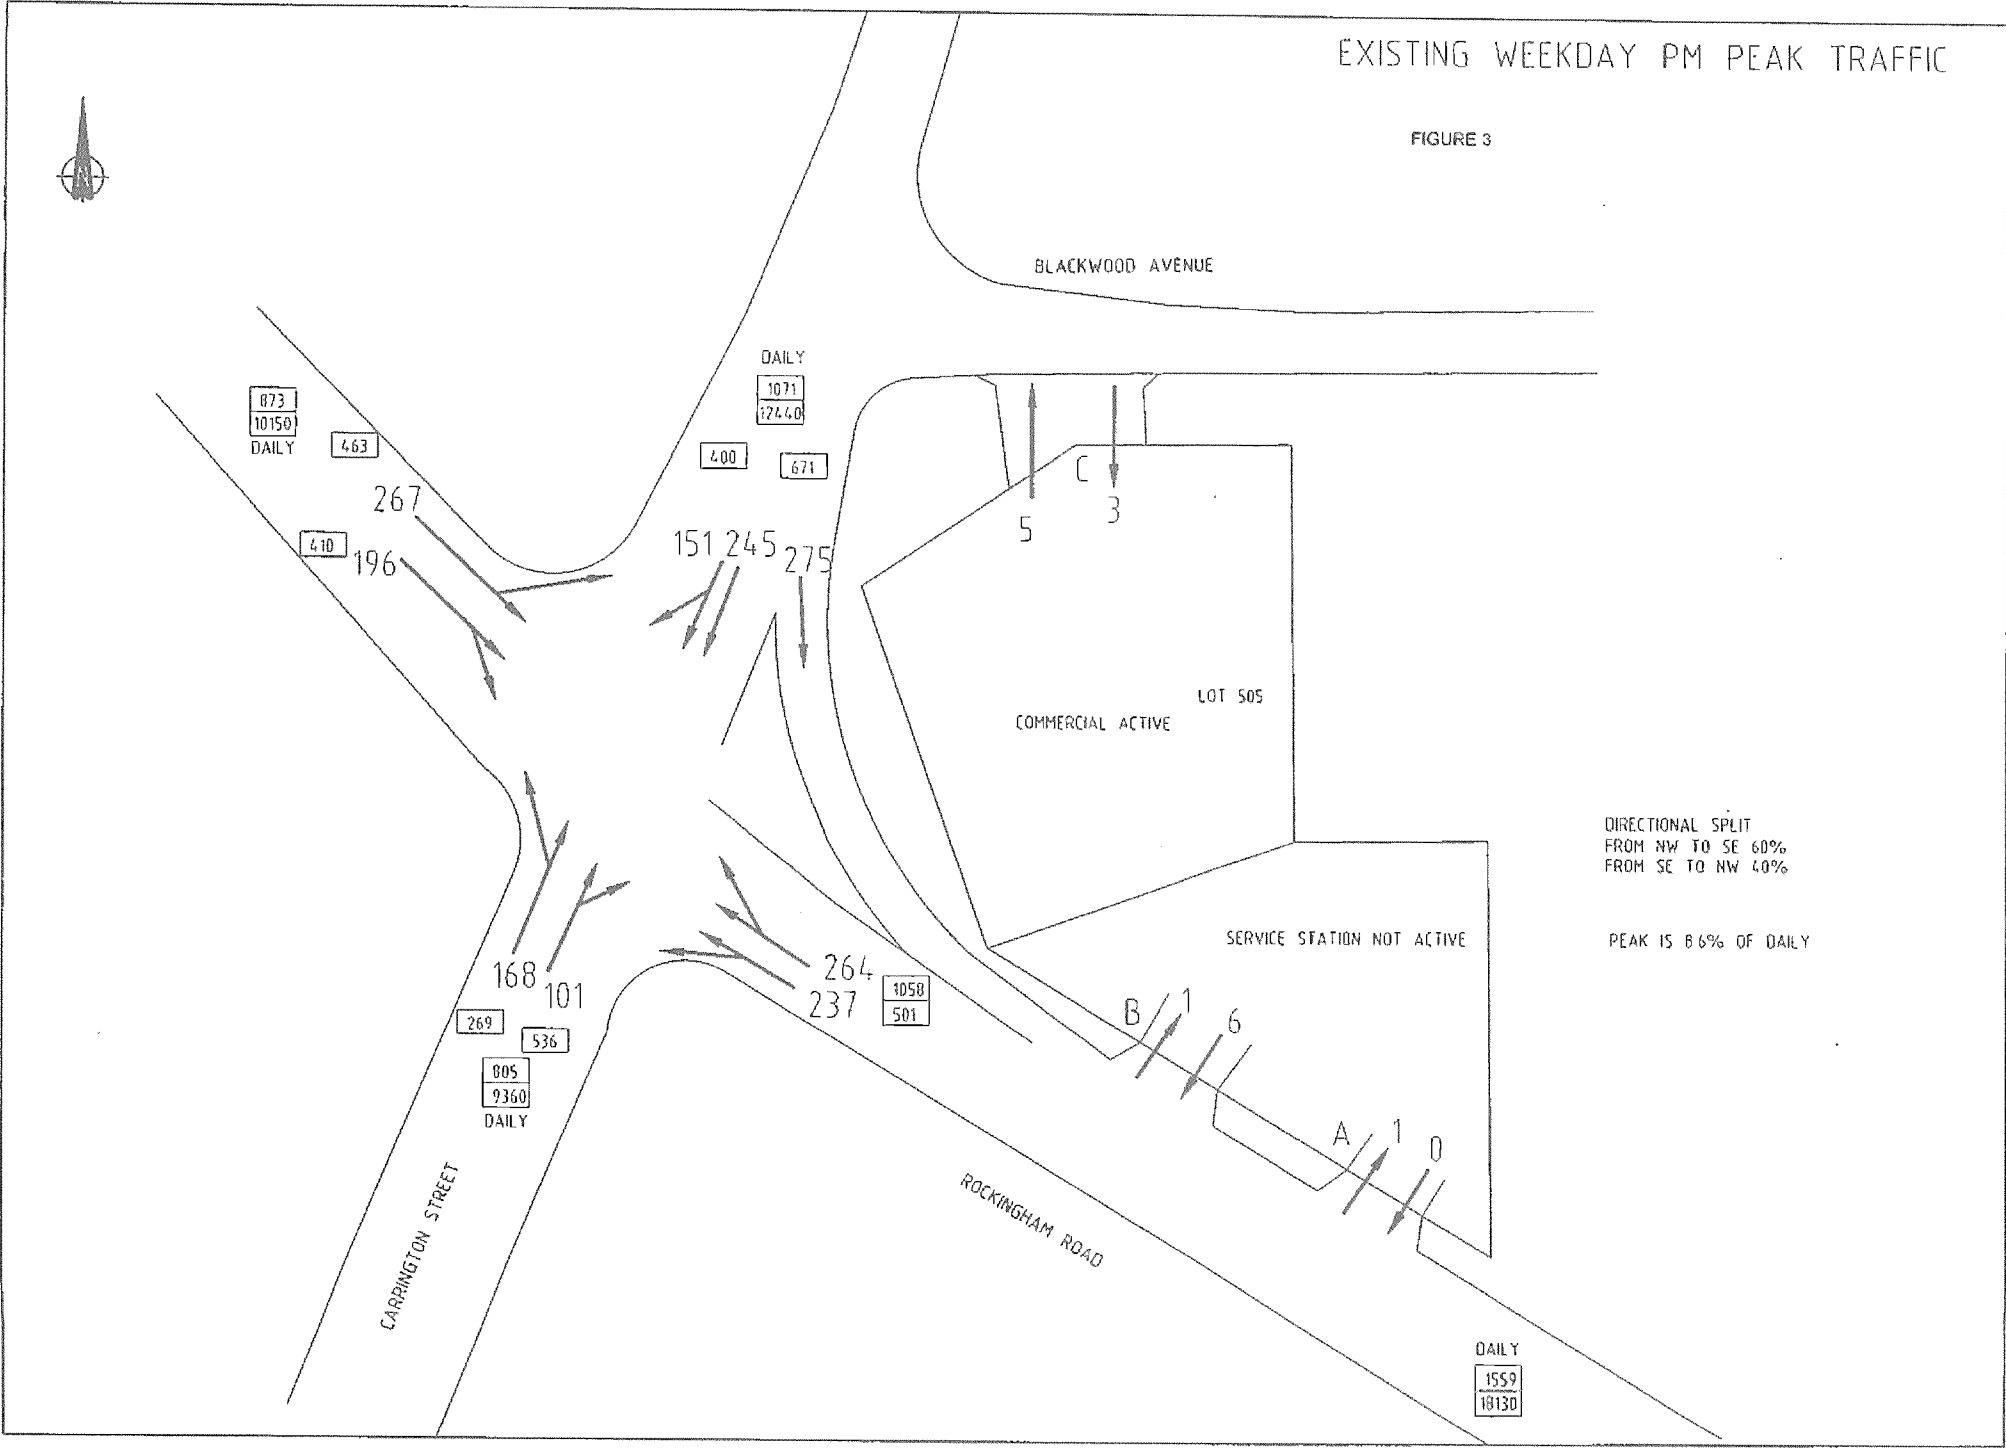 EXISTING WEEKDAY PM PEAK TRAFFIC
FIGURE 3
N
BLACKWOOD AVENUE
DAILY
1071
12440
400
671
873
10150
DAILY
463
267
410
196
151
245
275
C
5
3
LOT 505
COMMERCIAL ACTIVE
DIRECTIONAL SPLIT
FROM NW TO SE 60%
FROM SE TO NW 40%
PEAK IS 8.6% OF DAILY
SERVICE STATION NOT ACTIVE
168
101
264
237
1058
501
269
536
805
9360
DAILY
B
1
6
A
1
0
CARRINGTON STREET
ROCKINGHAM ROAD
DAILY
1559
18130